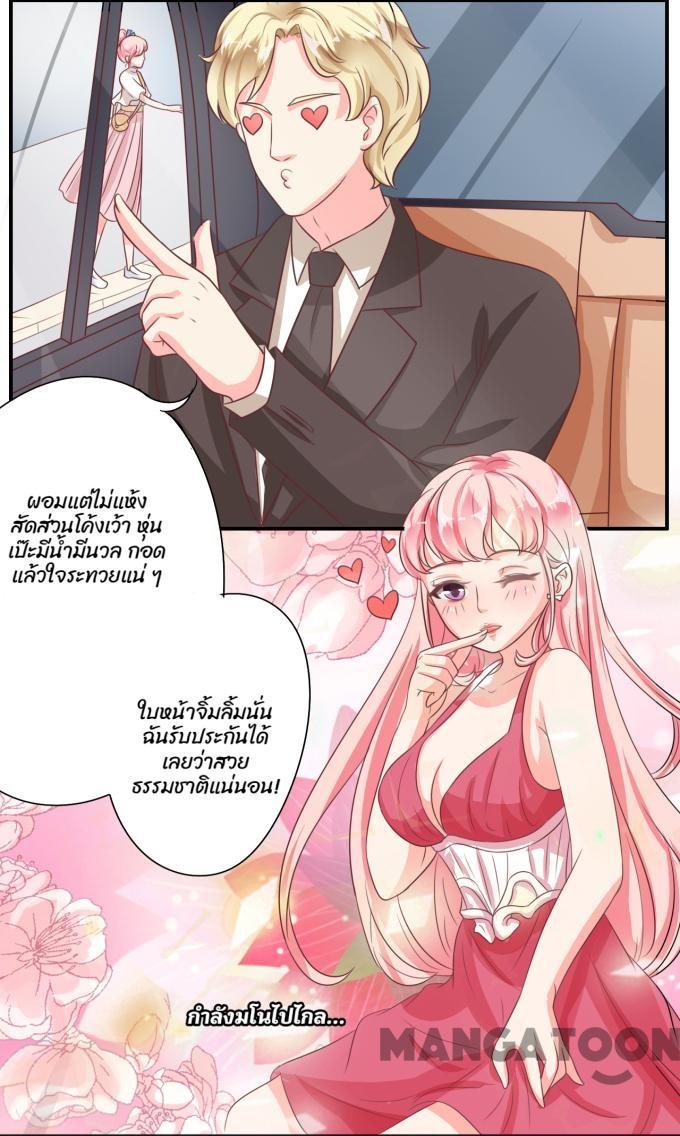 ผอมแต่ไม่แห้ง
สัดส่วนโค้งเว้า หุ่น
เป๊ะมีน้ำมีนวล กอด
แล้วใจระทวยแน่ ๆ
ใบหน้าจิ้มลิ้มนั่น
ฉันรับประกันได้
เลยว่าสวย
ธรรมชาติแน่นอน!
กำลังมโนไปไกล...
MANGATOON